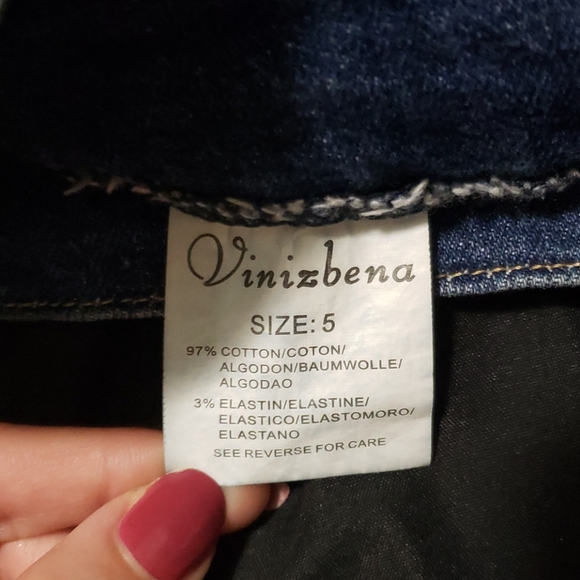 Vinizbena
SIZE: 5
97% COTTON/COTON/
ALGODON/BAUMWOLLE/
ALGODAO
3% ELASTIN/ELASTINE/
ELASTICO/ELASTOMORO/
ELASTANO
SEE REVERSE FOR CARE